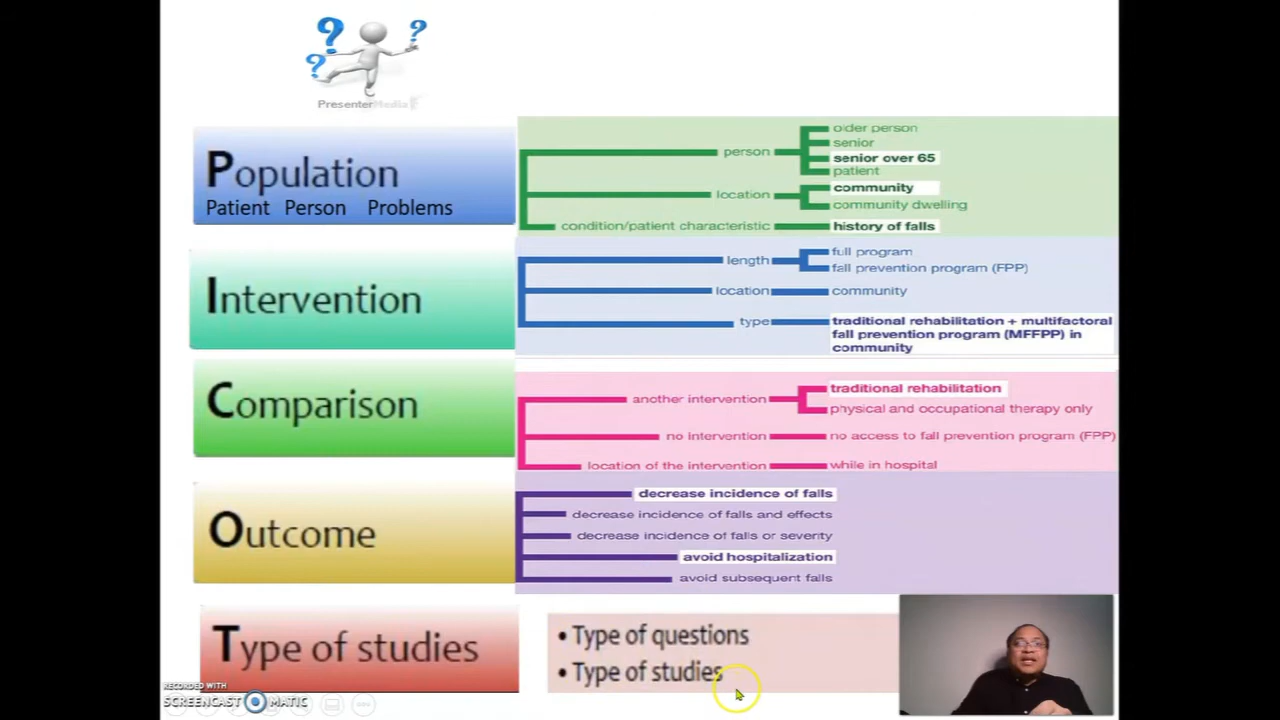 ? ? ?
PresenterMedia
Population
Patient Person Problems
person
older person
senior
senior over 65
patient
location
community
community dwelling
condition/patient characteristic
history of falls
Intervention
length
full program
fall prevention program (FPP)
location
community
type
traditional rehabilitation + multifactoral
fall prevention program (MFFPP) in
community
Comparison
another intervention
traditional rehabilitation
physical and occupational therapy only
no intervention
no access to fall prevention program (FPP)
location of the intervention
while in hospital
Outcome
decrease incidence of falls
decrease incidence of falls and effects
decrease incidence of falls or severity
avoid hospitalization
avoid subsequent falls
Type of studies
• Type of questions
• Type of studies
RECORDED WITH
SCREENCAST MATIC